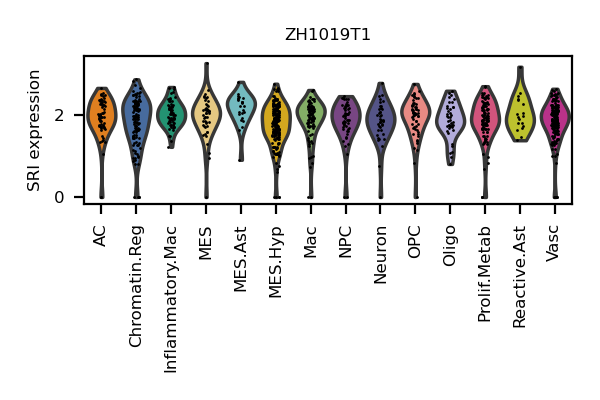 ZH1019T1
SRI expression
2
0
AC
Chromatin.Reg
Inflammatory.Mac
MES
MES.Ast
MES.Hyp
Mac
NPC
Neuron
OPC
Oligo
Prolif.Metab
Reactive.Ast
Vasc